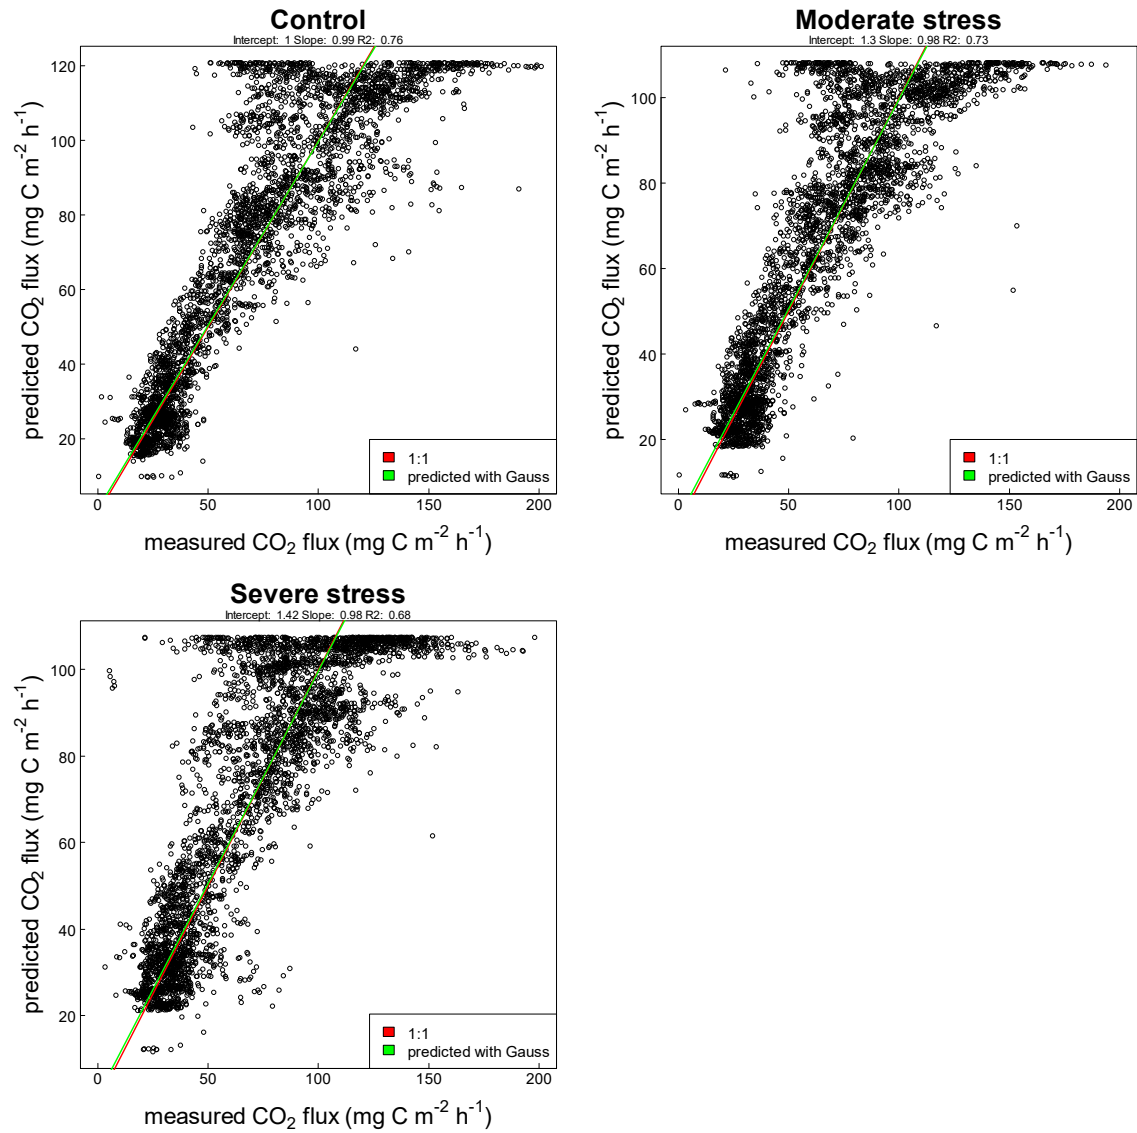 Control
Intercept: 1 Slope: 0.99 R2: 0.76
120
100
80
60
40
20
predicted CO₂ flux (mg C m⁻² h⁻¹)
0 50 100 150 200
measured CO₂ flux (mg C m⁻² h⁻¹)
1:1
predicted with Gauss
Moderate stress
Intercept: 1.3 Slope: 0.98 R2: 0.73
100
80
60
40
20
predicted CO₂ flux (mg C m⁻² h⁻¹)
0 50 100 150 200
measured CO₂ flux (mg C m⁻² h⁻¹)
1:1
predicted with Gauss
Severe stress
Intercept: 1.42 Slope: 0.98 R2: 0.68
100
80
60
40
20
predicted CO₂ flux (mg C m⁻² h⁻¹)
0 50 100 150 200
measured CO₂ flux (mg C m⁻² h⁻¹)
1:1
predicted with Gauss